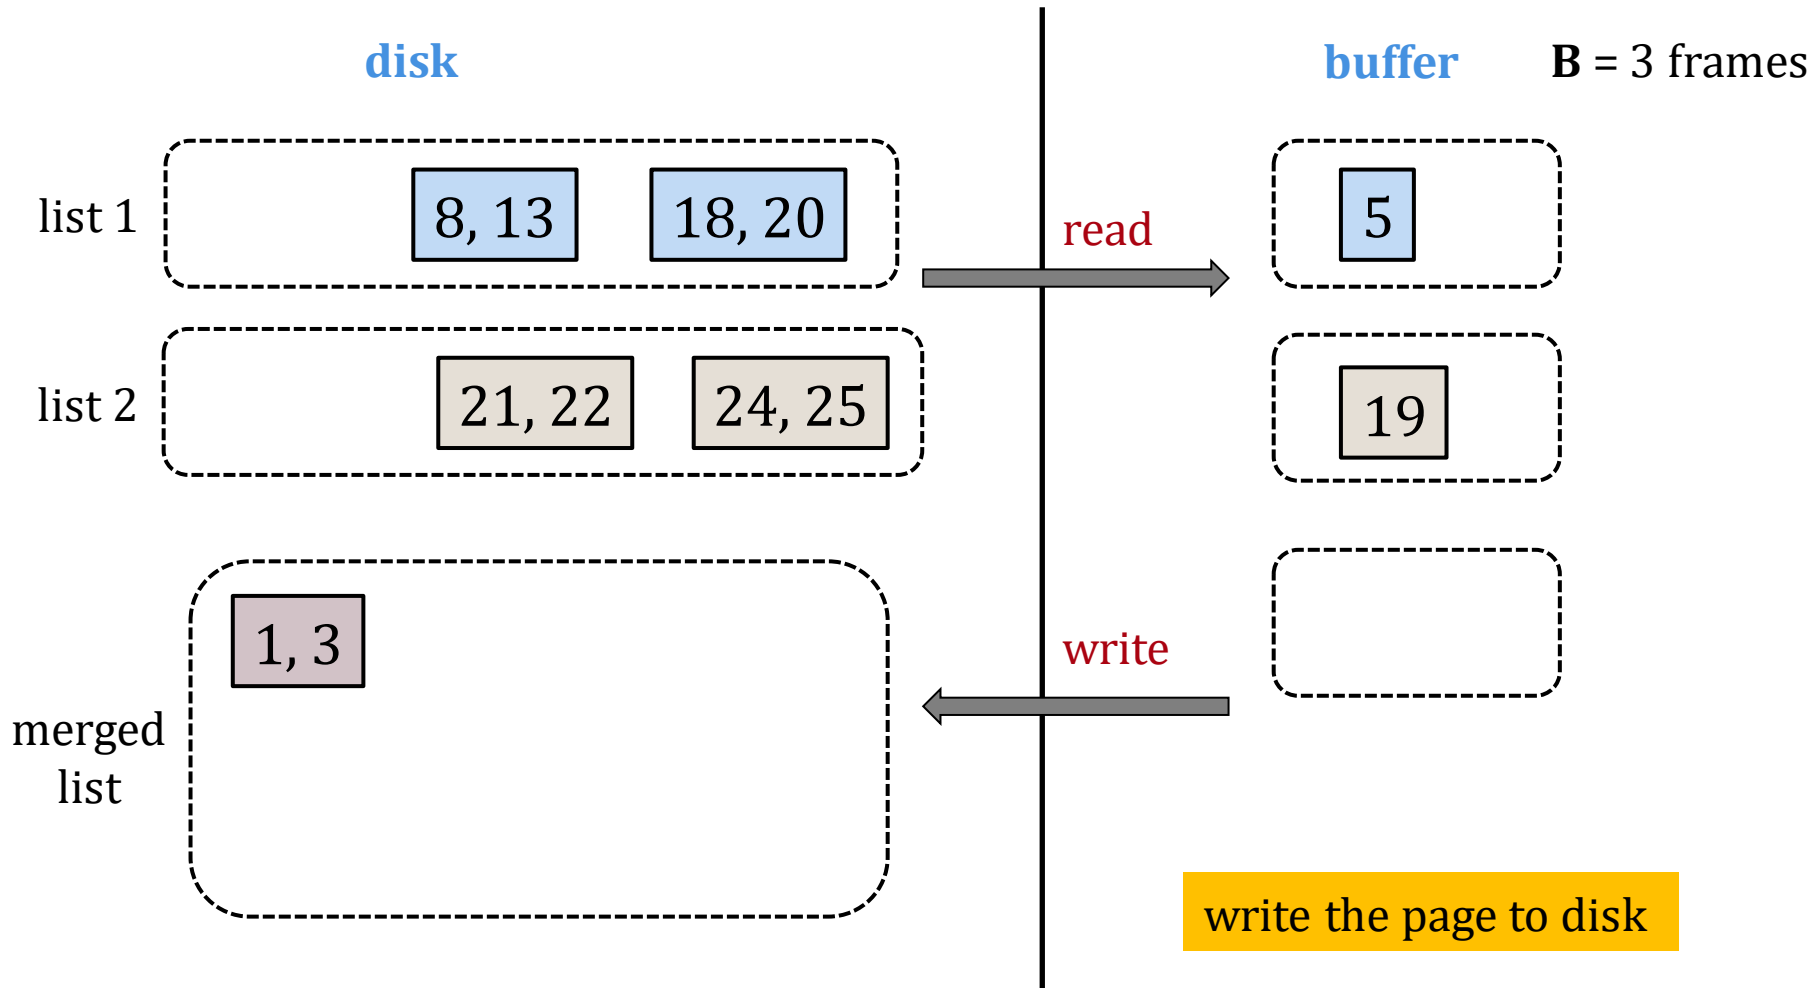 disk
buffer
B = 3 frames
list 1
8, 13
18, 20
read
5
list 2
21, 22
24, 25
19
1, 3
write
merged
list
write the page to disk